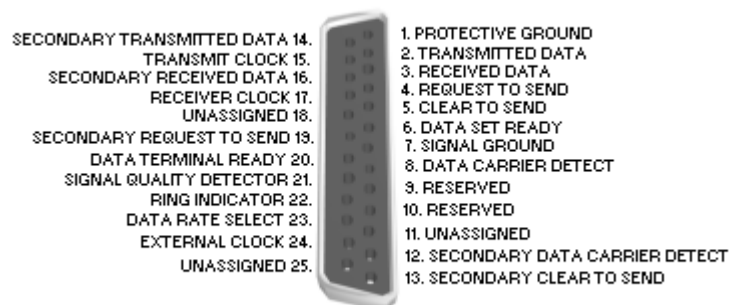 SECONDARY TRANSMITTED DATA 14.
TRANSMIT CLOCK 15.
SECONDARY RECEIVED DATA 16.
RECEIVER CLOCK 17.
UNASSIGNED 18.
SECONDARY REQUEST TO SEND 19.
DATA TERMINAL READY 20.
SIGNAL QUALITY DETECTOR 21.
RING INDICATOR 22.
DATA RATE SELECT 23.
EXTERNAL CLOCK 24.
UNASSIGNED 25.
1. PROTECTIVE GROUND
2. TRANSMITTED DATA
3. RECEIVED DATA
4. REQUEST TO SEND
5. CLEAR TO SEND
6. DATA SET READY
7. SIGNAL GROUND
8. DATA CARRIER DETECT
9. RESERVED
10. RESERVED
11. UNASSIGNED
12. SECONDARY DATA CARRIER DETECT
13. SECONDARY CLEAR TO SEND